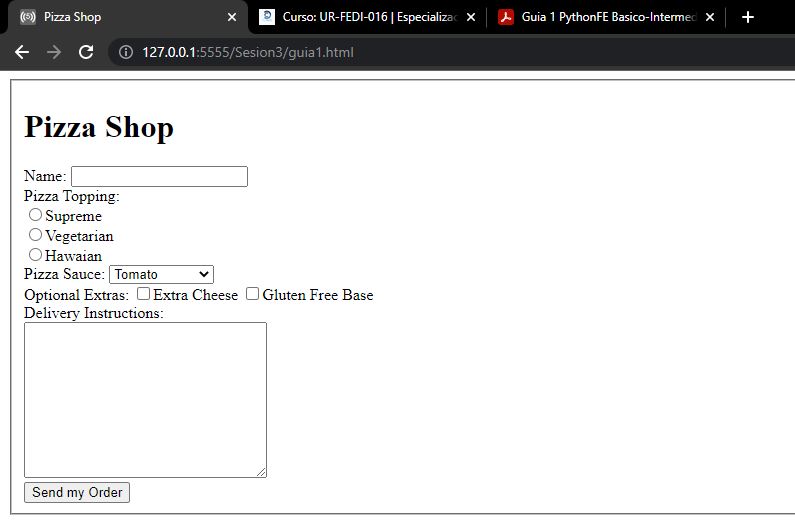 Pizza Shop
Curso: UR-FEDI-016 | Especializac
Guia 1 PythonFE Basico-Intermed
127.0.0.1:5555/Sesion3/guia1.html
Pizza Shop
Name:
Pizza Topping:
Supreme
Vegetarian
Hawaian
Pizza Sauce: Tomato
Optional Extras: Extra Cheese Gluten Free Base
Delivery Instructions:
Send my Order